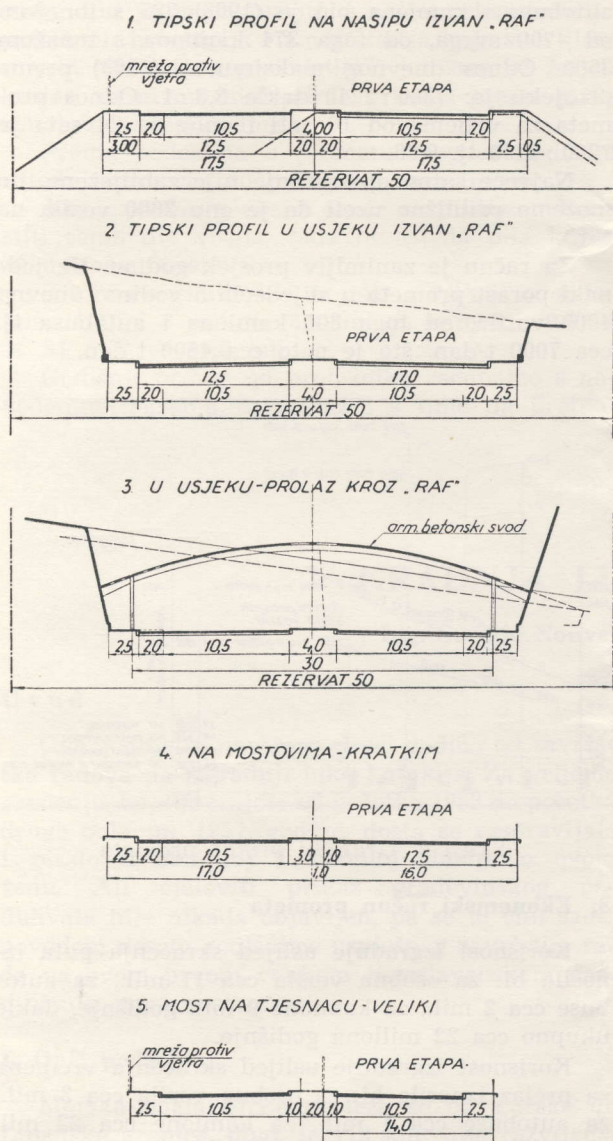 1. TIPSKI PROFIL NA NASIPU IZVAN „RAF"
mreža protiv
vjetra
PRVA ETAPA
2,5 2,0 10,5 4,00 10,5 2,0
3,00 12,5 2,0 2,0 12,5 2,5 0,5
17,5 17,5
REZERVAT 50
2. TIPSKI PROFIL U USJEKU IZVAN „RAF"
PRVA ETAPA
12,5 17,0
2,5 2,0 10,5 4,0 10,5 2,0 2,5
REZERVAT 50
3. U USJEKU-PROLAZ KROZ „RAF"
arm. betonski svod
2,5 2,0 10,5 4,0 10,5 2,0 2,5
30
REZERVAT 50
4. NA MOSTOVIMA-KRATKIM
PRVA ETAPA
2,5 2,0 10,5 3,0 1,0 12,5 2,5
17,0 1,0 16,0
5. MOST NA TJESNACU-VELIKI
mreža protiv
vjetra
PRVA ETAPA
2,5 10,5 1,0 2,0 1,0 10,5 2,5
14,0